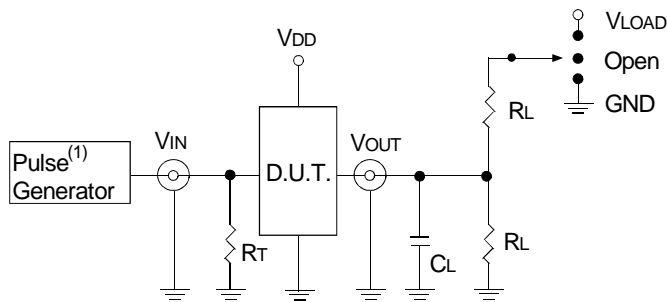 VLOAD
VDD
Open
GND
RL
VIN
VOUT
Pulse(1)
Generator
D.U.T.
RT
CL
RL